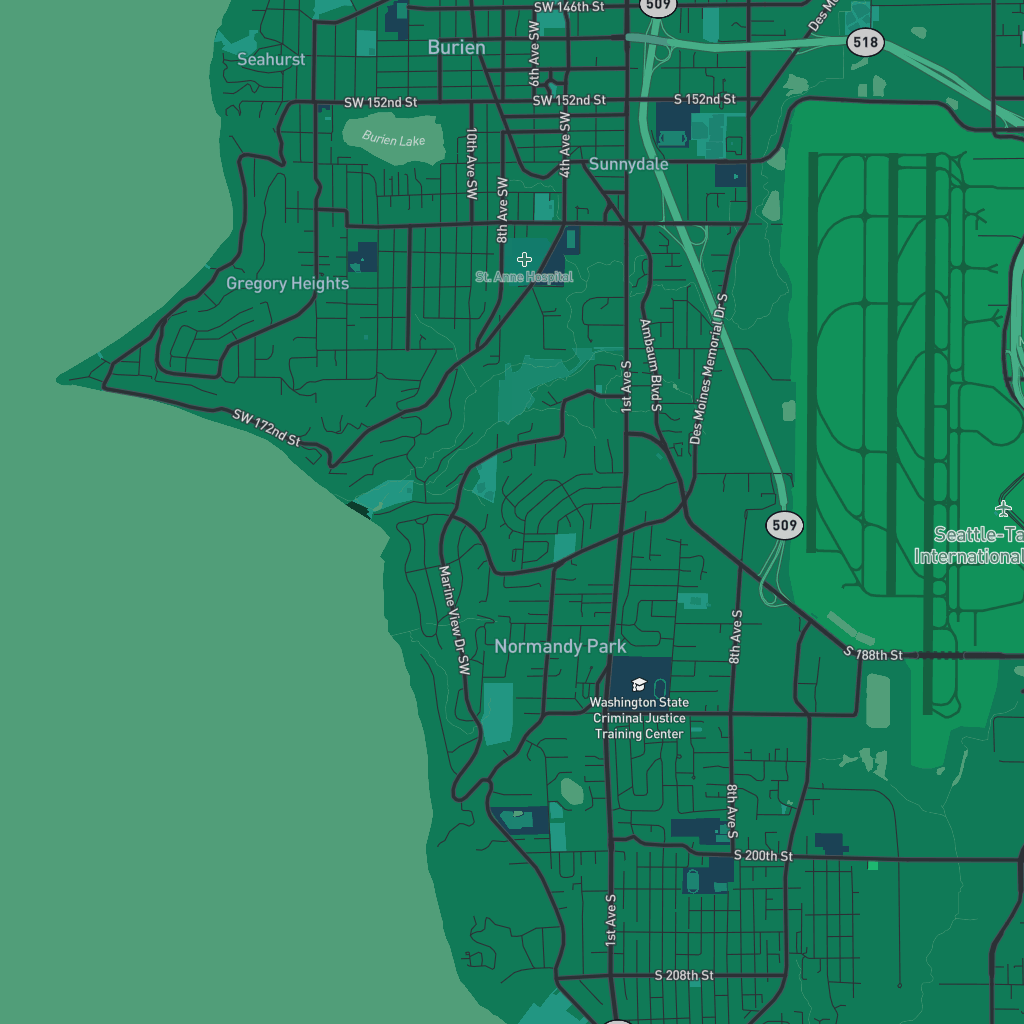 SW 146th St
509
Des Mo
518
Burien
6th Ave SW
Seahurst
SW 152nd St
SW 152nd St
S 152nd St
Burien Lake
10th Ave SW
4th Ave SW
Sunnydale
8th Ave SW
St. Anne Hospital
Gregory Heights
Ambaum Blvd S
1st Ave S
Des Moines Memorial Dr S
SW 172nd St
509
Seattle-Ta
International
Marine View Dr SW
8th Ave S
Normandy Park
S 188th St
Washington State
Criminal Justice
Training Center
8th Ave S
S 200th St
1st Ave S
S 208th St